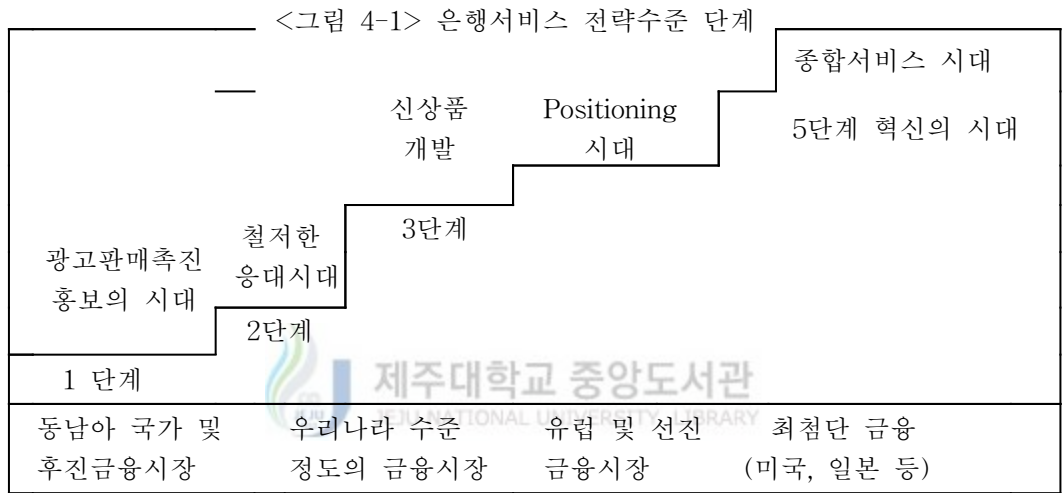 <그림 4-1> 은행서비스 전략수준 단계
종합서비스 시대
5단계 혁신의 시대
신상품
개발
Positioning
시대
3단계
철저한
응대시대
2단계
광고판매촉진
홍보의 시대
1 단계
제주대학교 중앙도서관
JEJU NATIONAL UNIVERSITY LIBRARY
동남아 국가 및
후진금융시장
우리나라 수준
정도의 금융시장
유럽 및 선진
금융시장
최첨단 금융
(미국, 일본 등)